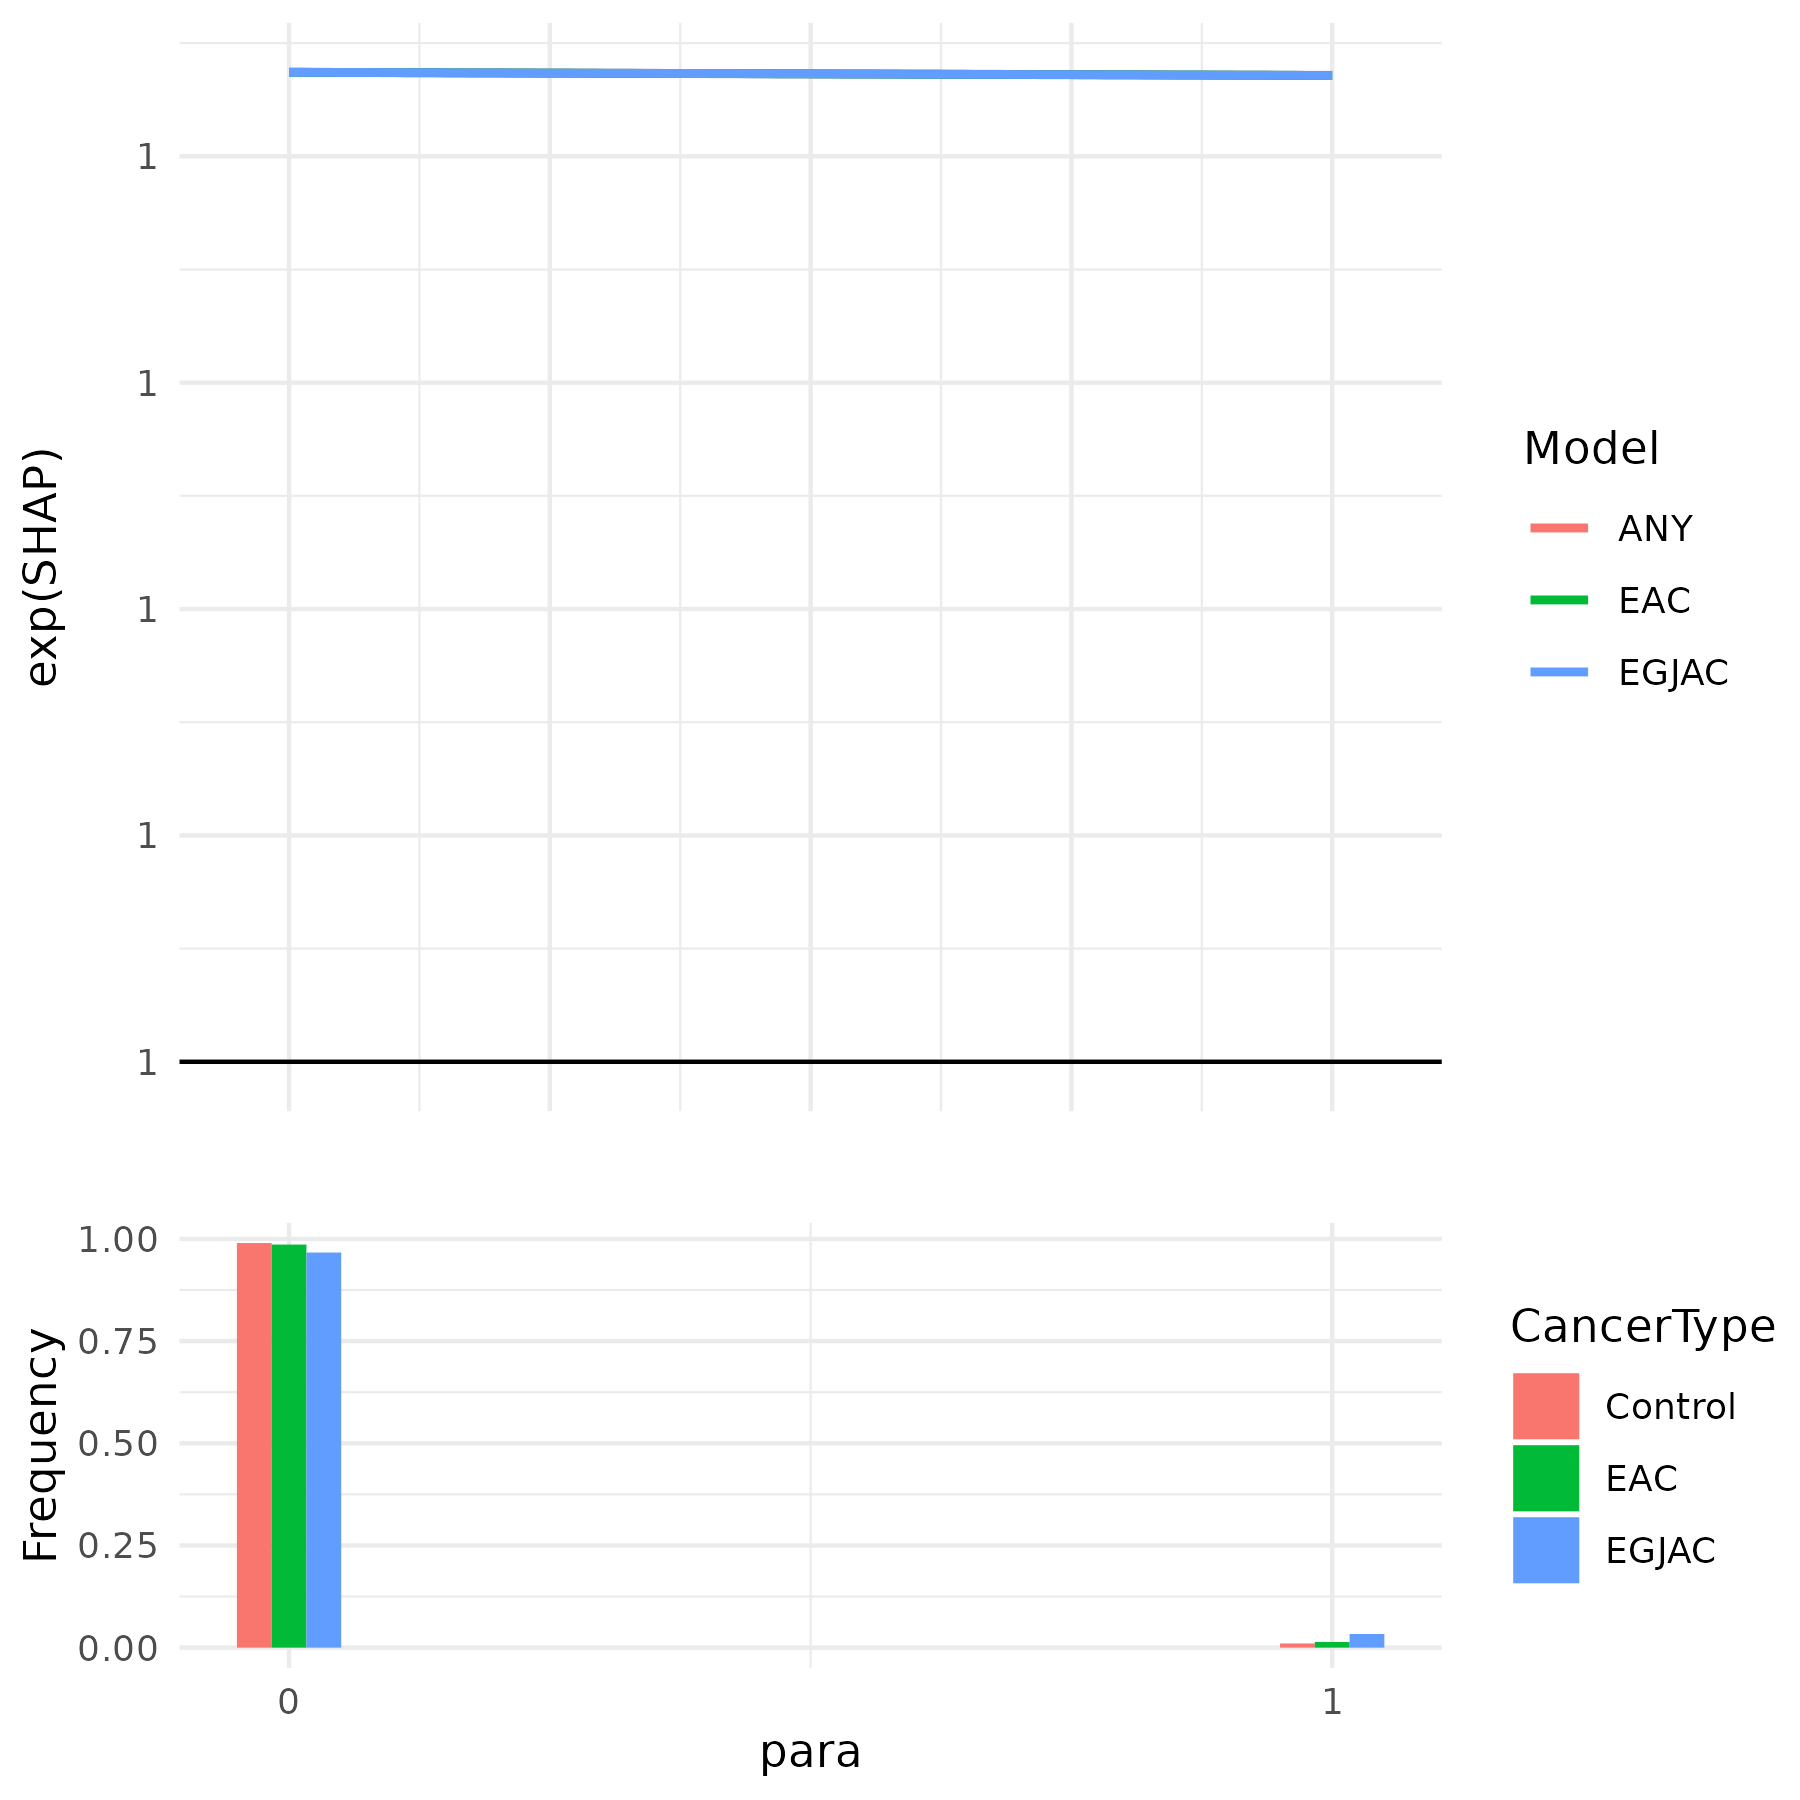 exp(SHAP)
1
1
1
1
1
Model
ANY
EAC
EGJAC
Frequency
1.00
0.75
0.50
0.25
0.00
0 1
para
CancerType
Control
EAC
EGJAC